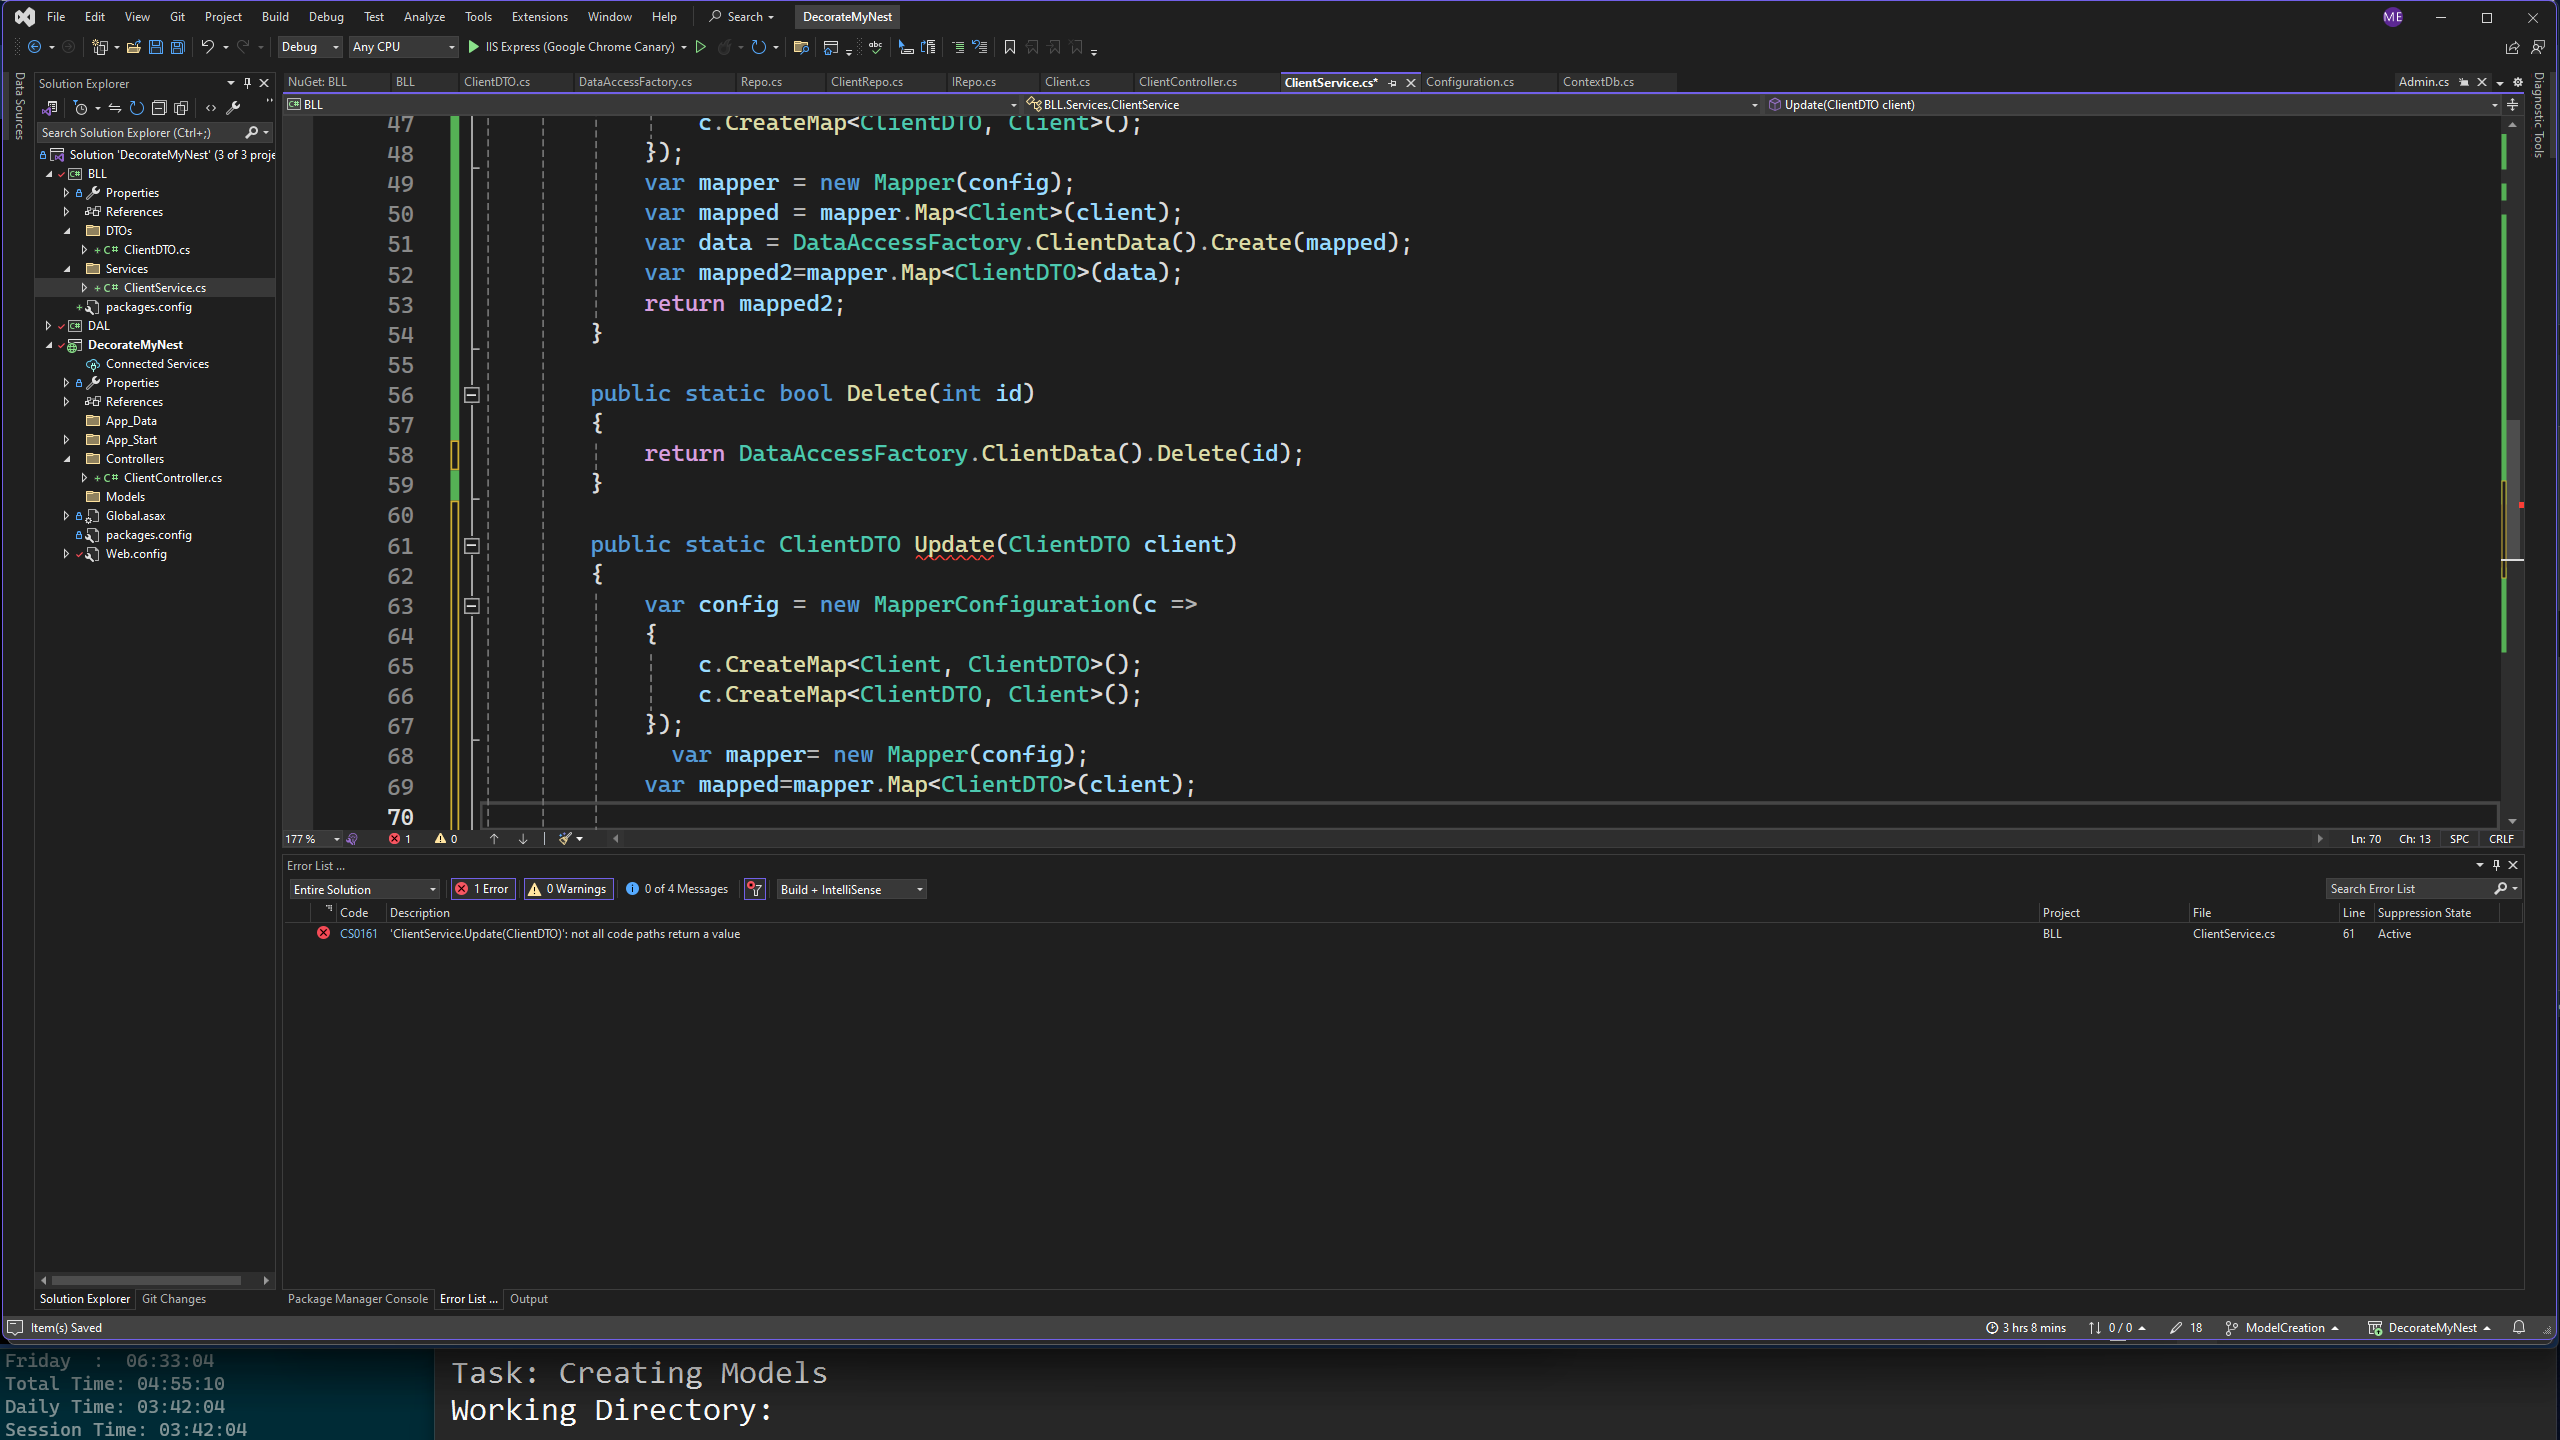 File Edit View Git Project Build Debug Test Analyze Tools Extensions Window Help Search DecorateMyNest ME
Debug Any CPU IIS Express (Google Chrome Canary)
Data Sources
Solution Explorer
Search Solution Explorer (Ctrl+;)
Solution 'DecorateMyNest' (3 of 3 proje
BLL
Properties
References
DTOs
C# ClientDTO.cs
Services
C# ClientService.cs
packages.config
DAL
DecorateMyNest
Connected Services
Properties
References
App_Data
App_Start
Controllers
C# ClientController.cs
Models
Global.asax
packages.config
Web.config
Solution Explorer Git Changes
NuGet: BLL BLL ClientDTO.cs DataAccessFactory.cs Repo.cs ClientRepo.cs IRepo.cs Client.cs ClientController.cs ClientService.cs* Configuration.cs ContextDb.cs Admin.cs
BLL BLL.Services.ClientService Update(ClientDTO client)
Diagnostic Tools
47 c.CreateMap<ClientDTO, Client>();
48 });
49 var mapper = new Mapper(config);
50 var mapped = mapper.Map<Client>(client);
51 var data = DataAccessFactory.ClientData().Create(mapped);
52 var mapped2=mapper.Map<ClientDTO>(data);
53 return mapped2;
54 }
55
56 public static bool Delete(int id)
57 {
58 return DataAccessFactory.ClientData().Delete(id);
59 }
60
61 public static ClientDTO Update(ClientDTO client)
62 {
63 var config = new MapperConfiguration(c =>
64 {
65 c.CreateMap<Client, ClientDTO>();
66 c.CreateMap<ClientDTO, Client>();
67 });
68 var mapper= new Mapper(config);
69 var mapped=mapper.Map<ClientDTO>(client);
70
177 % 1 0 Ln: 70 Ch: 13 SPC CRLF
Error List ...
Entire Solution 1 Error 0 Warnings 0 of 4 Messages Build + IntelliSense Search Error List
Code Description Project File Line Suppression State
CS0161 'ClientService.Update(ClientDTO)': not all code paths return a value BLL ClientService.cs 61 Active
Package Manager Console Error List ... Output
Item(s) Saved 3 hrs 8 mins 0 / 0 18 ModelCreation DecorateMyNest
Friday : 06:33:04
Total Time: 04:55:10
Daily Time: 03:42:04
Session Time: 03:42:04
Task: Creating Models
Working Directory: